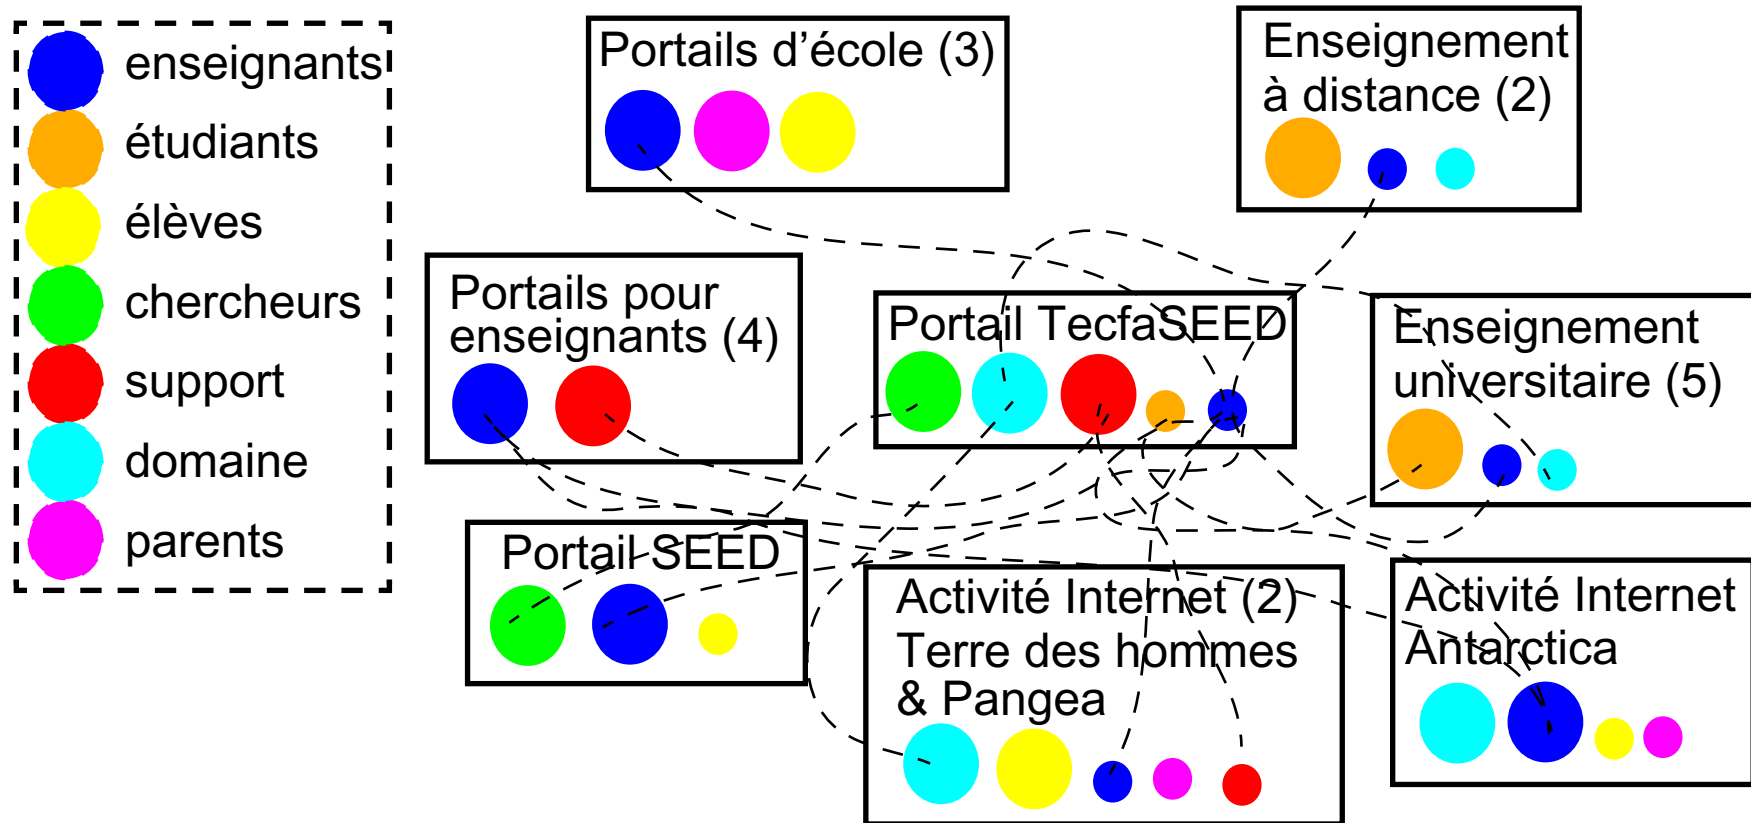 enseignants
étudiants
élèves
chercheurs
support
domaine
parents
Portails d'école (3)
Enseignement
à distance (2)
Portails pour
enseignants (4)
Portail TecfaSEED
Enseignement
universitaire (5)
Portail SEED
Activité Internet (2)
Terre des hommes
& Pangea
Activité Internet
Antarctica